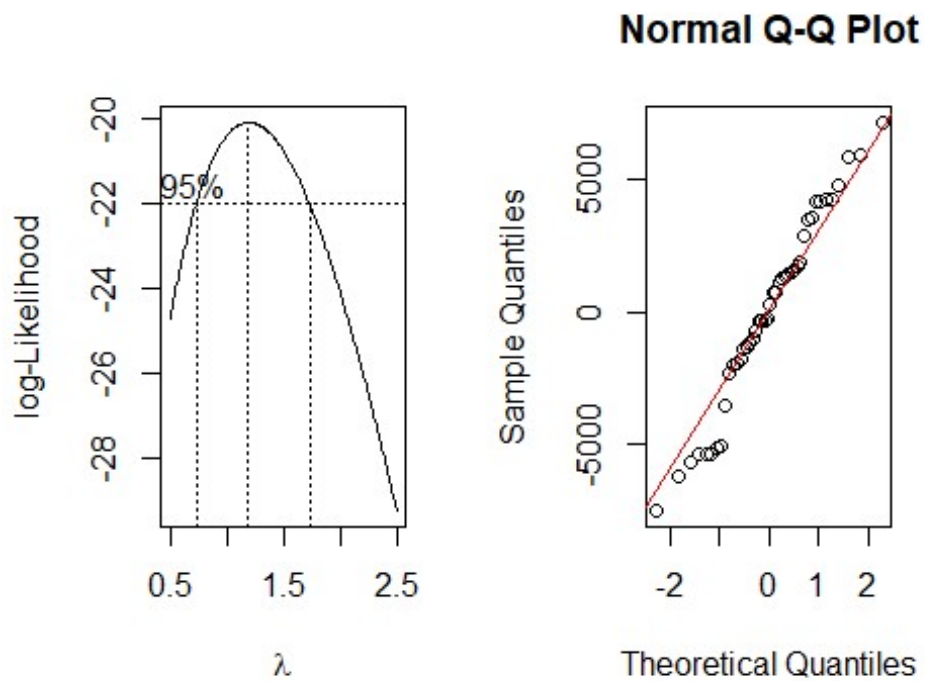 Normal Q-Q Plot
log-Likelihood
-20
-22
-24
-26
-28
95%
0.5 1.5 2.5
λ
Sample Quantiles
5000
0
-5000
-2 0 1 2
Theoretical Quantiles